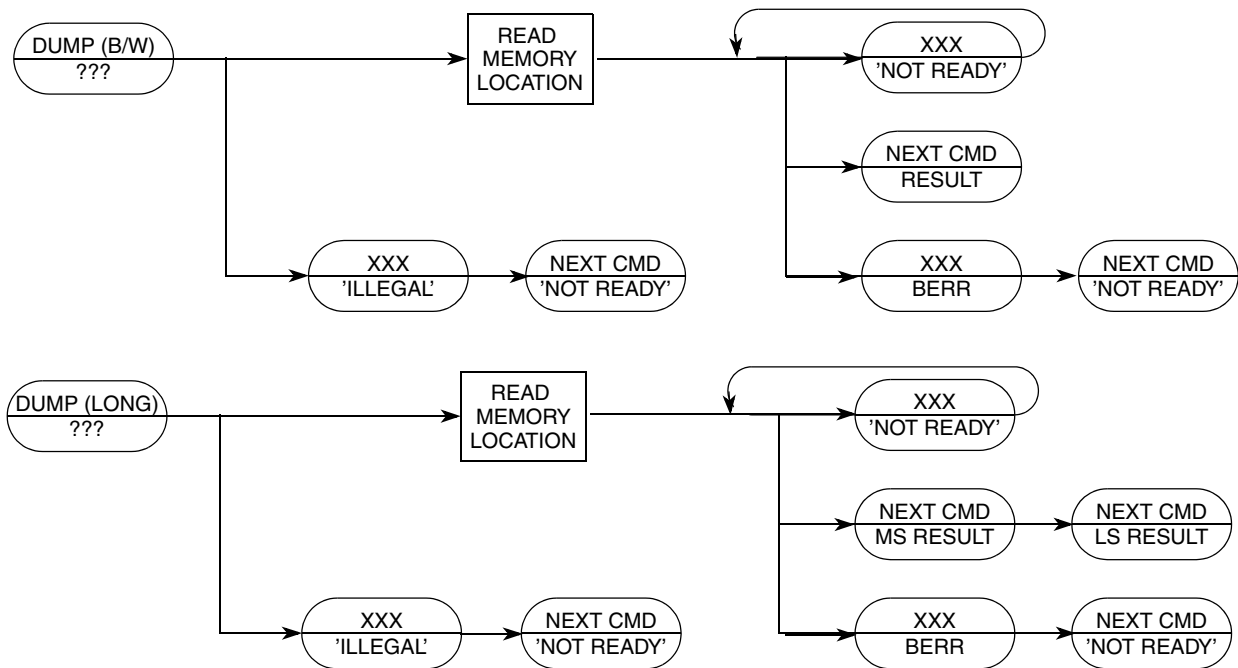 DUMP (B/W)
???
READ
MEMORY
LOCATION
XXX
'NOT READY'
NEXT CMD
RESULT
XXX
'ILLEGAL'
NEXT CMD
'NOT READY'
XXX
BERR
NEXT CMD
'NOT READY'
DUMP (LONG)
???
READ
MEMORY
LOCATION
XXX
'NOT READY'
NEXT CMD
MS RESULT
NEXT CMD
LS RESULT
XXX
'ILLEGAL'
NEXT CMD
'NOT READY'
XXX
BERR
NEXT CMD
'NOT READY'